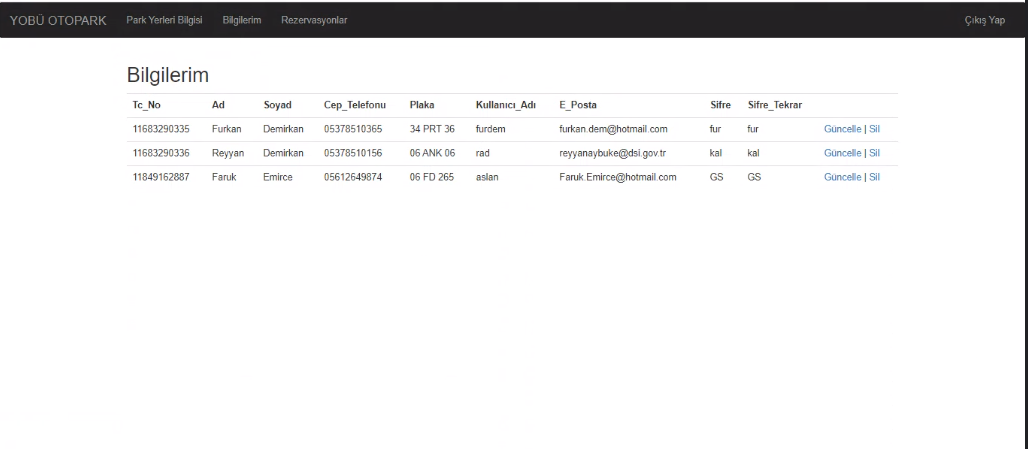 YOBÜ OTOPARK Park Yerleri Bilgisi Bilgilerim Rezervasyonlar Çıkış Yap
Bilgilerim
Tc_No Ad Soyad Cep_Telefonu Plaka Kullanıcı_Adı E_Posta Sifre Sifre_Tekrar
11683290335 Furkan Demirkan 05378510365 34 PRT 36 furdem furkan.dem@hotmail.com fur fur Güncelle | Sil
11683290336 Reyyan Demirkan 05378510156 06 ANK 06 rad reyyanaybuke@dsi.gov.tr kal kal Güncelle | Sil
11849162887 Faruk Emirce 05612649874 06 FD 265 aslan Faruk.Emirce@hotmail.com GS GS Güncelle | Sil